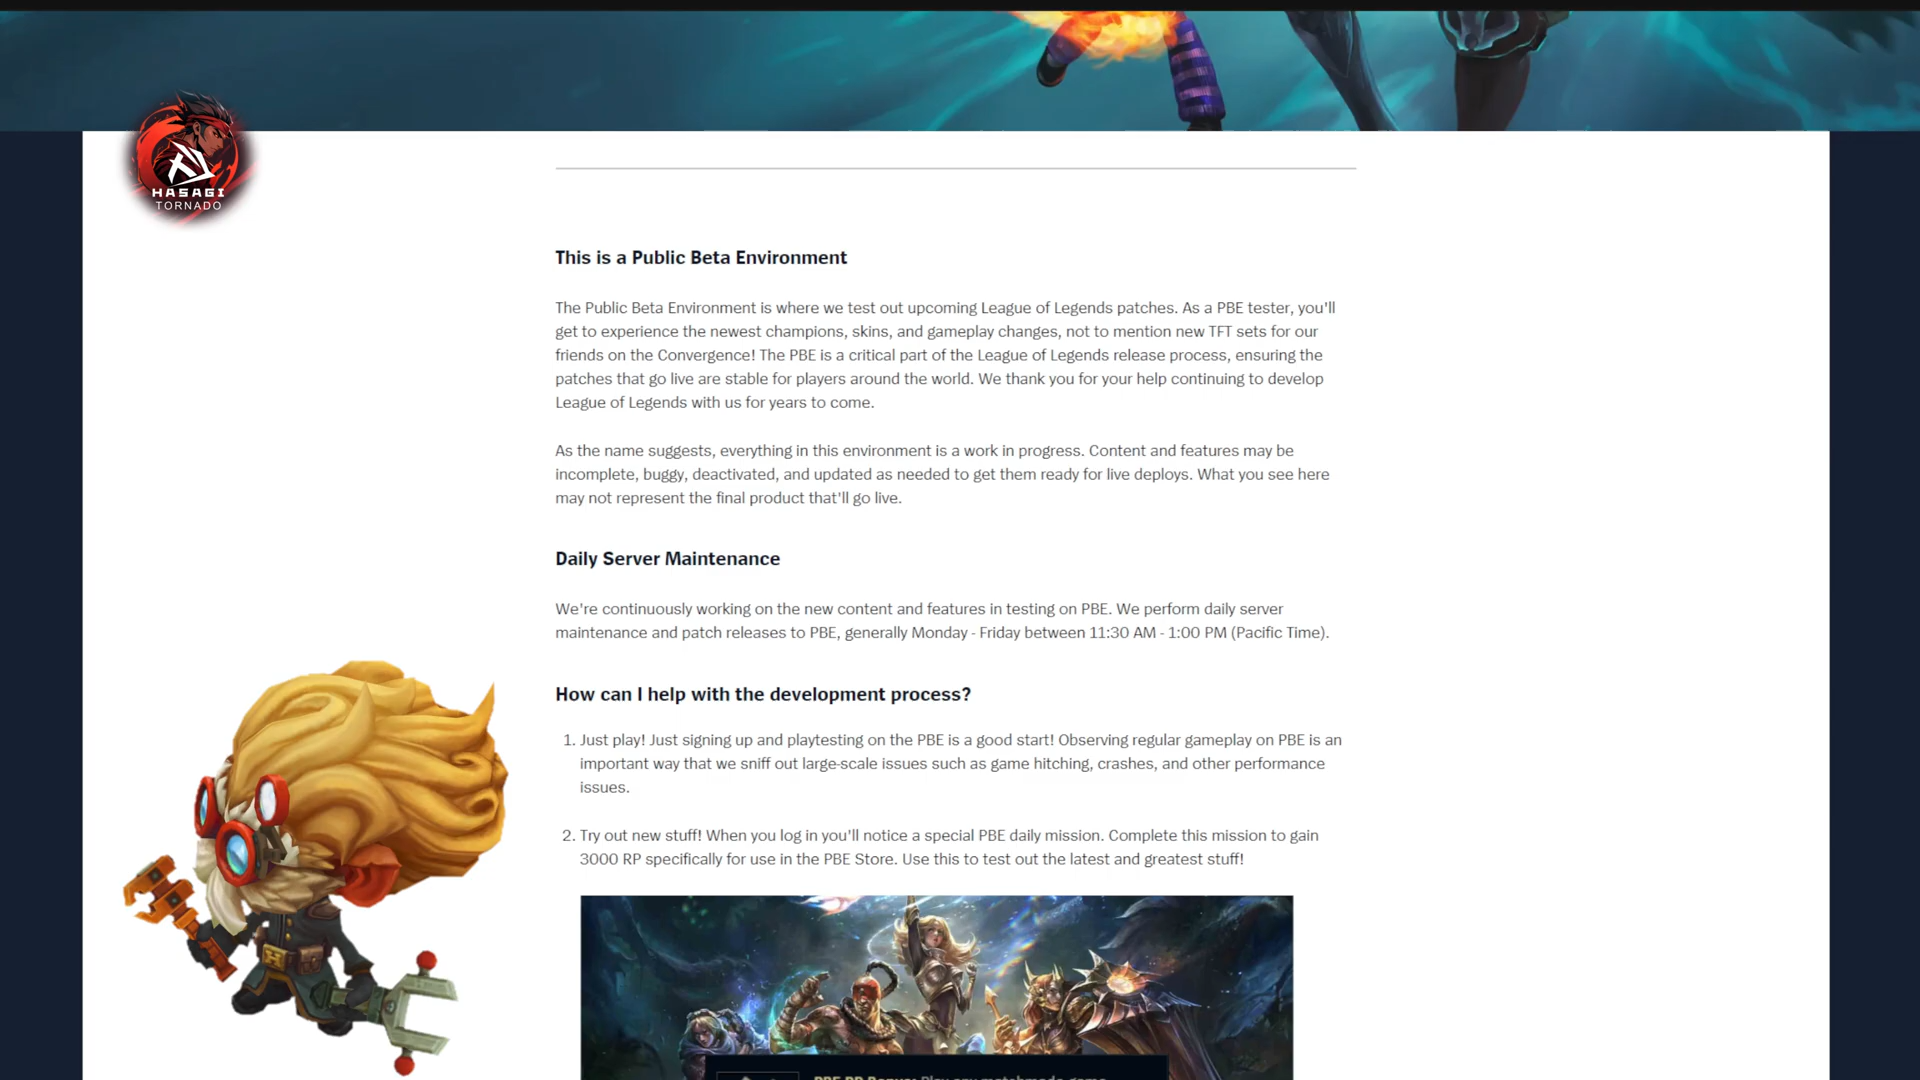 HASAGI
TORNADO
This is a Public Beta Environment
The Public Beta Environment is where we test out upcoming League of Legends patches. As a PBE tester, you'll
get to experience the newest champions, skins, and gameplay changes, not to mention new TFT sets for our
friends on the Convergence! The PBE is a critical part of the League of Legends release process, ensuring the
patches that go live are stable for players around the world. We thank you for your help continuing to develop
League of Legends with us for years to come.
As the name suggests, everything in this environment is a work in progress. Content and features may be
incomplete, buggy, deactivated, and updated as needed to get them ready for live deploys. What you see here
may not represent the final product that'll go live.
Daily Server Maintenance
We're continuously working on the new content and features in testing on PBE. We perform daily server
maintenance and patch releases to PBE, generally Monday - Friday between 11:30 AM - 1:00 PM (Pacific Time).
How can I help with the development process?
1. Just play! Just signing up and playtesting on the PBE is a good start! Observing regular gameplay on PBE is an
important way that we sniff out large-scale issues such as game hitching, crashes, and other performance
issues.
2. Try out new stuff! When you log in you'll notice a special PBE daily mission. Complete this mission to gain
3000 RP specifically for use in the PBE Store. Use this to test out the latest and greatest stuff!
PBE RP Bonus: Play any matchmade game